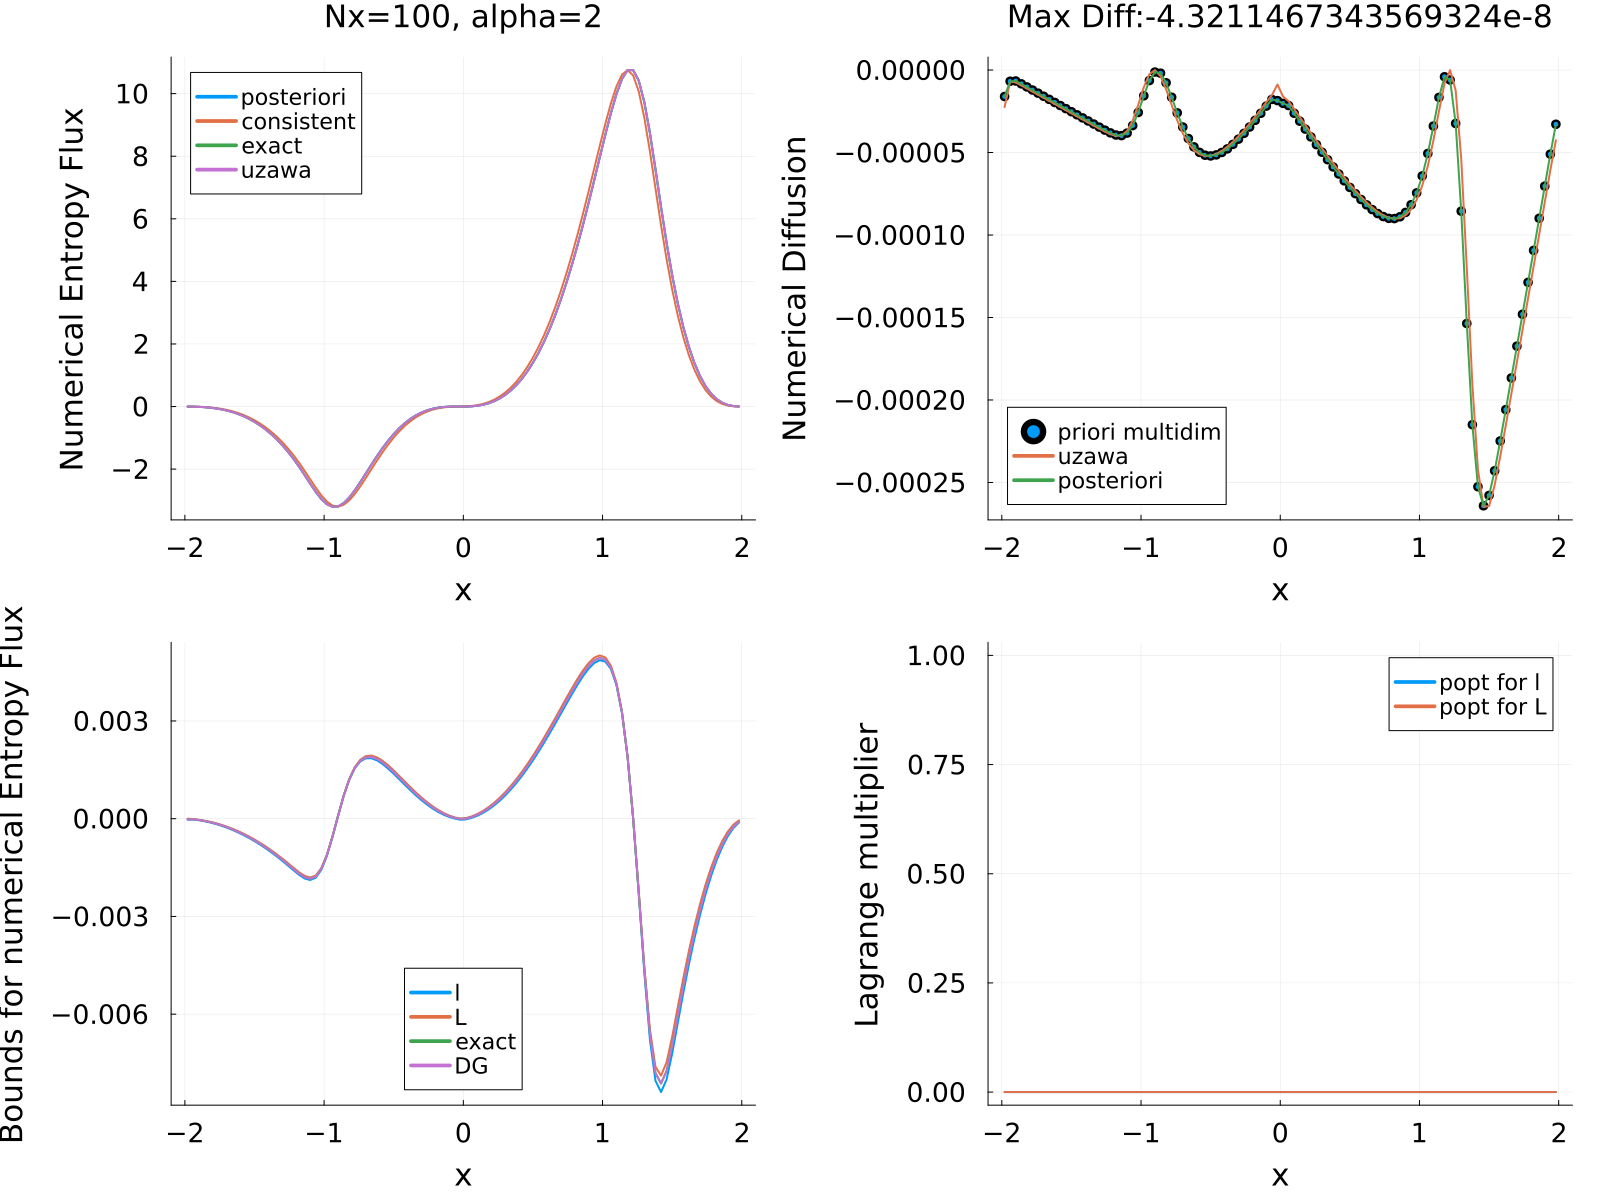 Nx=100, alpha=2
Numerical Entropy Flux
10
8
6
4
2
0
−2
posteriori
consistent
exact
uzawa
−2
−1
0
1
2
x
Max Diff:-4.3211467343569324e-8
Numerical Diffusion
0.00000
−0.00005
−0.00010
−0.00015
−0.00020
−0.00025
priori multidim
uzawa
posteriori
−2
−1
0
1
2
x
Bounds for numerical Entropy Flux
0.003
0.000
−0.003
−0.006
l
L
exact
DG
−2
−1
0
1
2
x
Lagrange multiplier
1.00
0.75
0.50
0.25
0.00
popt for l
popt for L
−2
−1
0
1
2
x